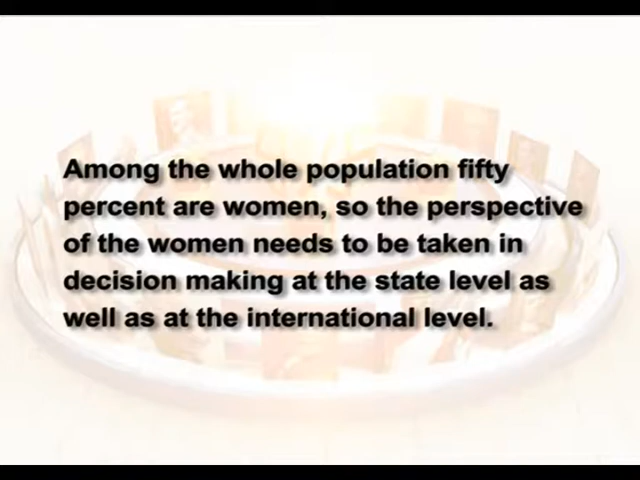 Among the whole population fifty
percent are women, so the perspective
of the women needs to be taken in
decision making at the state level as
well as at the international level.